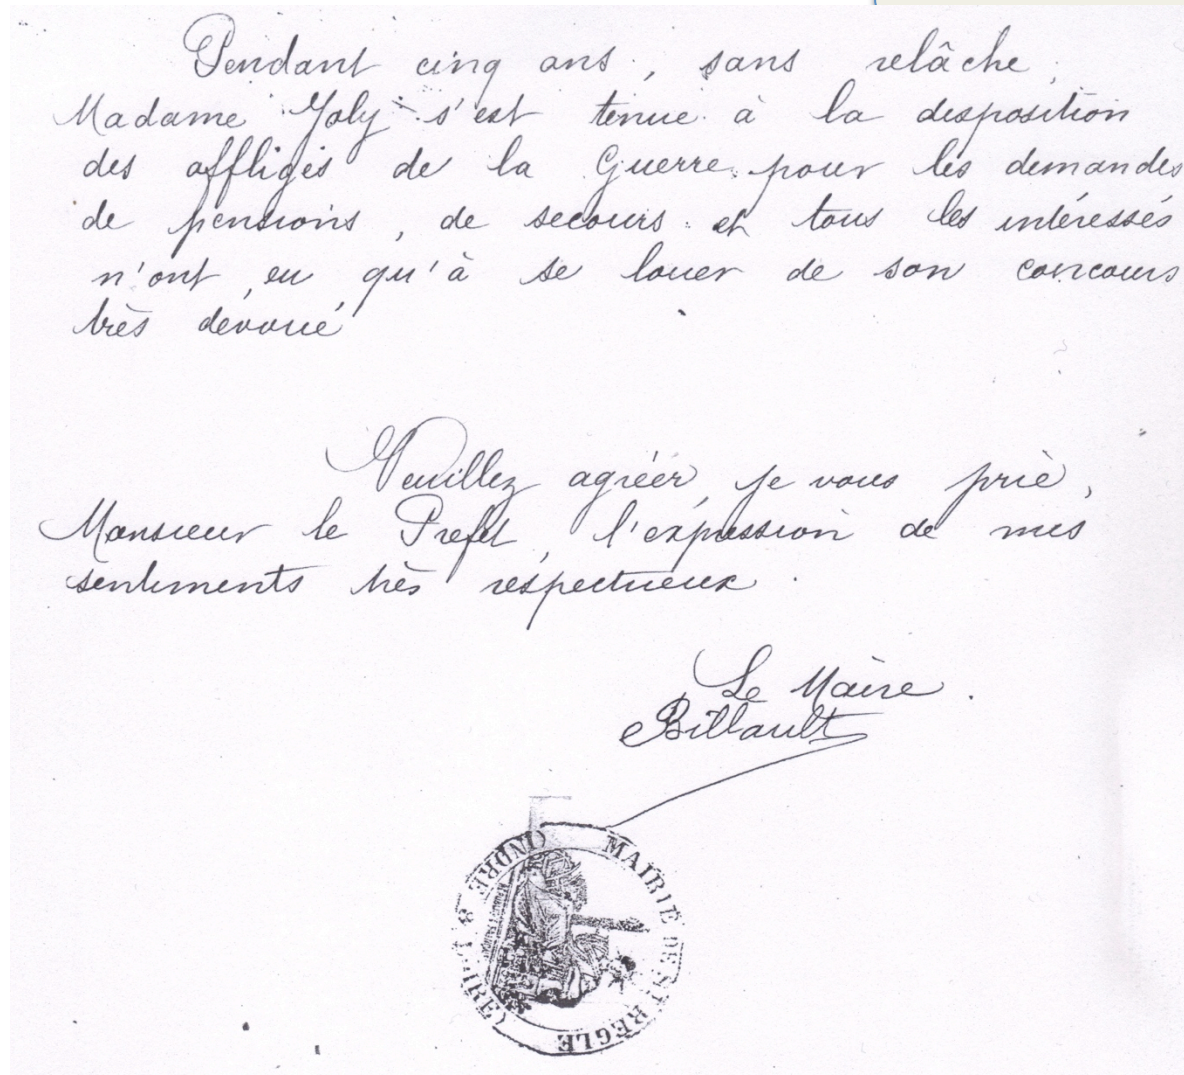 Pendant cinq ans, sans relâche,
Madame Joly s'est tenue à la disposition
des affligés de la Guerre pour les demandes
de pensions, de secours et tous les intéressés
n'ont eu qu'à se louer de son concours
très dévoué
Veuillez agréer, je vous prie,
Monsieur le Préfet, l'expression de mes
sentiments très respectueux.
Le Maire.
Billault
MAIRIE DE ST REGLE
(INDRE & LOIRE)